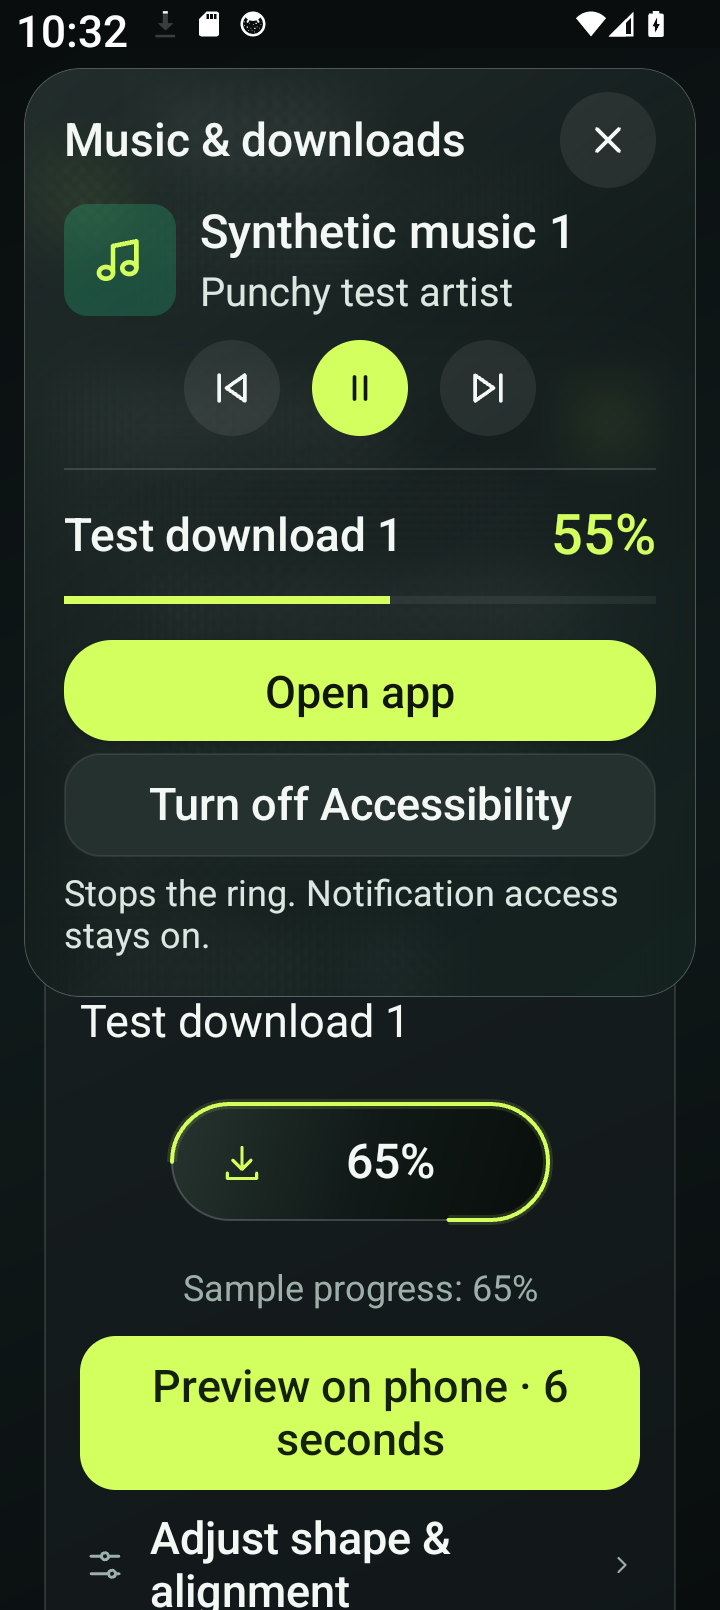 10:32
Music & downloads
Synthetic music 1
Punchy test artist
Test download 1
55%
Open app
Turn off Accessibility
Stops the ring. Notification access
stays on.
Test download 1
65%
Sample progress: 65%
Preview on phone · 6
seconds
Adjust shape &
alignment